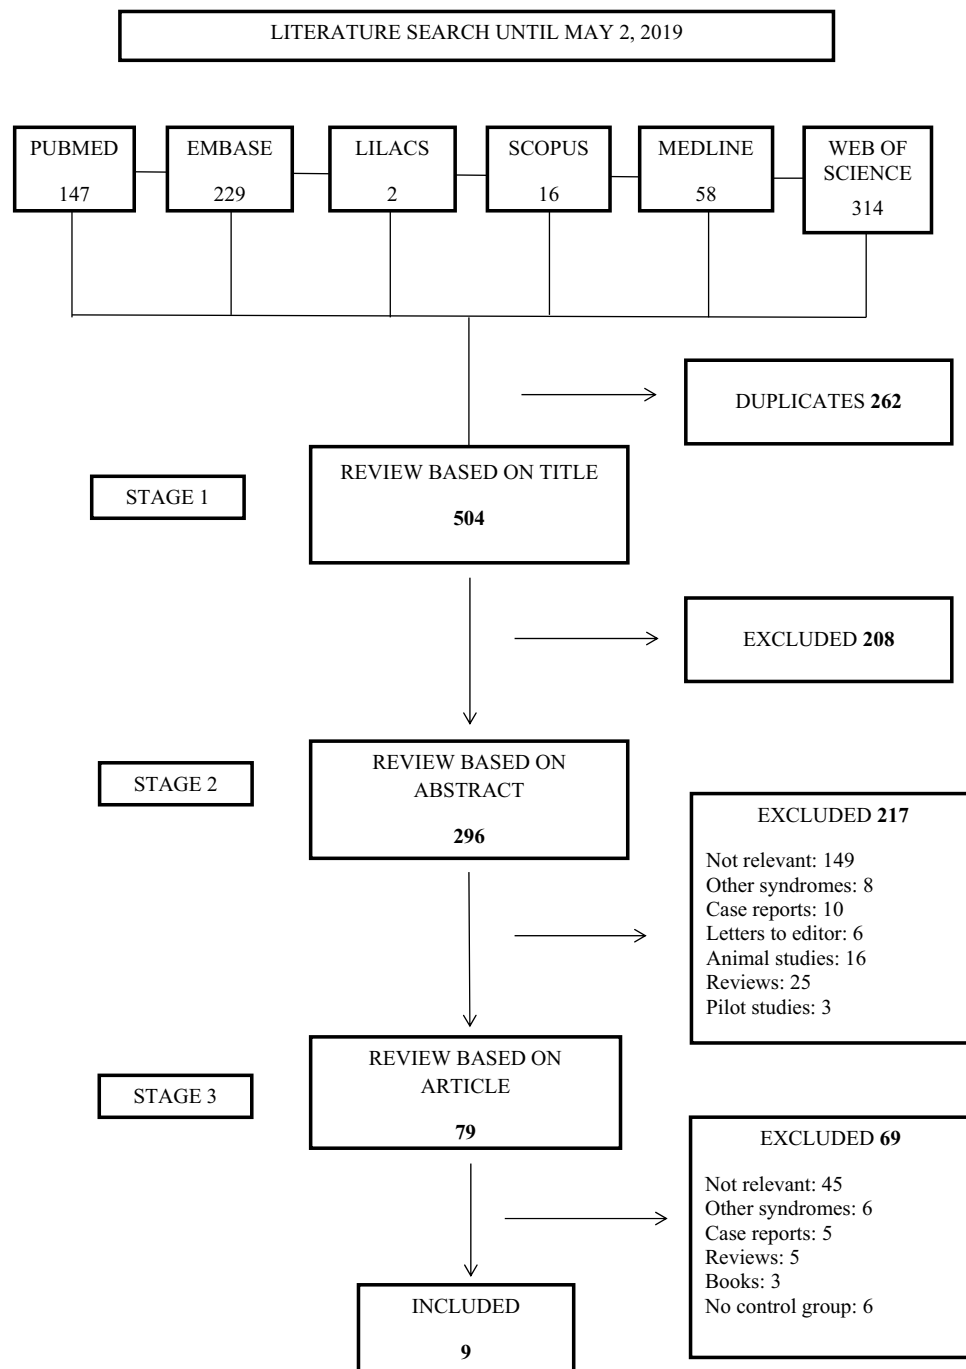 LITERATURE SEARCH UNTIL MAY 2, 2019
PUBMED
147
EMBASE
229
LILACS
2
SCOPUS
16
MEDLINE
58
WEB OF
SCIENCE
314
DUPLICATES 262
STAGE 1
REVIEW BASED ON TITLE
504
EXCLUDED 208
STAGE 2
REVIEW BASED ON
ABSTRACT
296
EXCLUDED 217
Not relevant: 149
Other syndromes: 8
Case reports: 10
Letters to editor: 6
Animal studies: 16
Reviews: 25
Pilot studies: 3
STAGE 3
REVIEW BASED ON
ARTICLE
79
EXCLUDED 69
Not relevant: 45
Other syndromes: 6
Case reports: 5
Reviews: 5
Books: 3
No control group: 6
INCLUDED
9